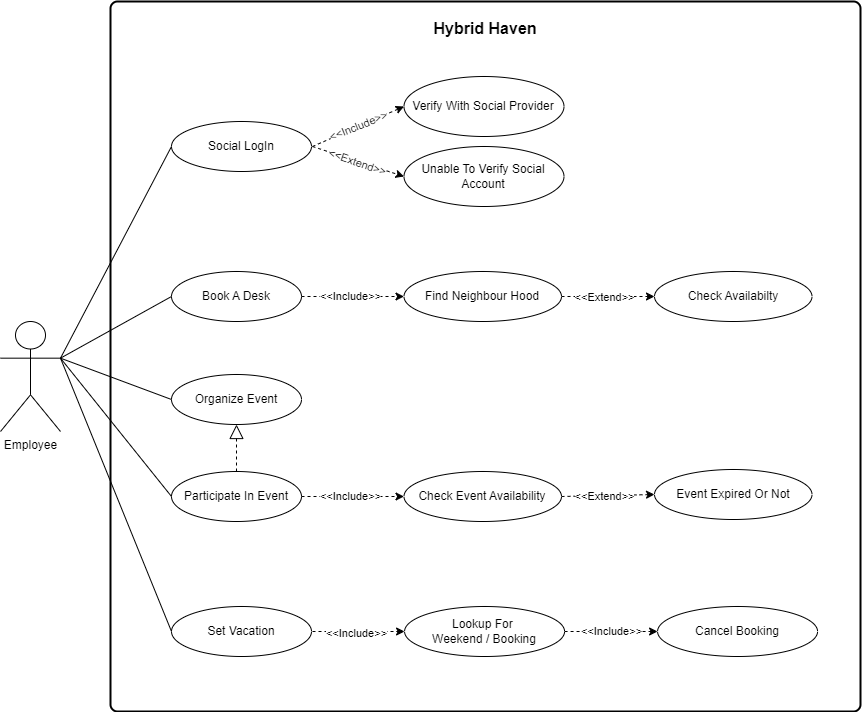 Hybrid Haven
Verify With Social Provider
<<Include>>
Social LogIn
<<Extend>>
Unable To Verify Social
Account
Book A Desk
<<Include>>
Find Neighbour Hood
<<Extend>>
Check Availabilty
Organize Event
Employee
Participate In Event
<<Include>>
Check Event Availability
<<Extend>>
Event Expired Or Not
Set Vacation
<<Include>>
Lookup For
Weekend / Booking
<<Include>>
Cancel Booking